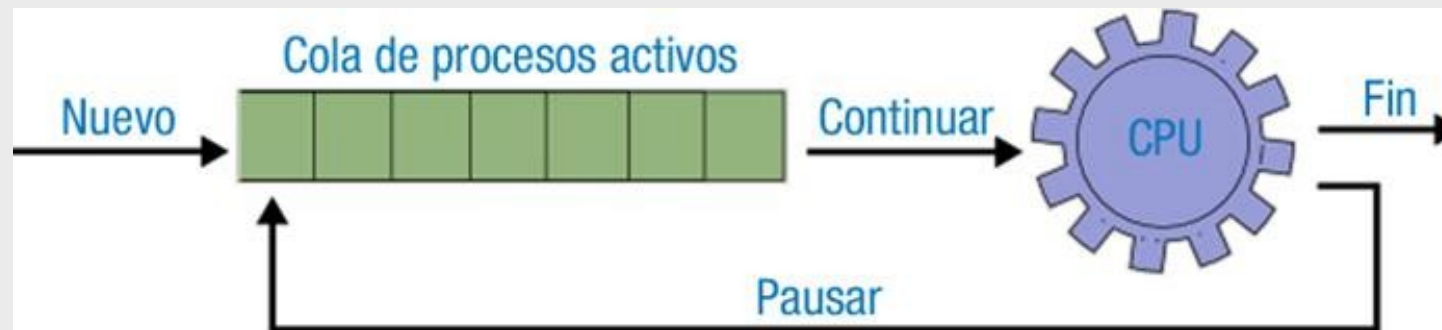 Cola de procesos activos
Nuevo
Continuar
CPU
Fin
Pausar